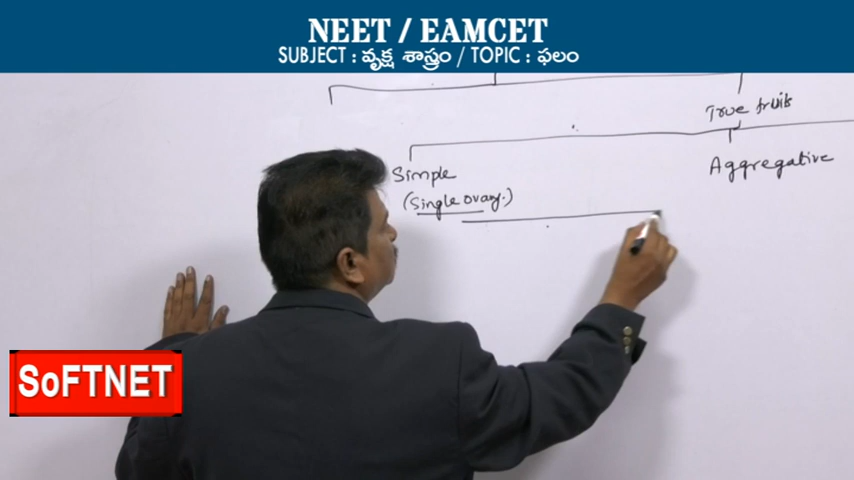 NEET / EAMCET
SUBJECT : వృక్ష శాస్త్రం / TOPIC : ఫలం
True fruits
Simple
Aggregative
(Single ovary.)
SoFTNET